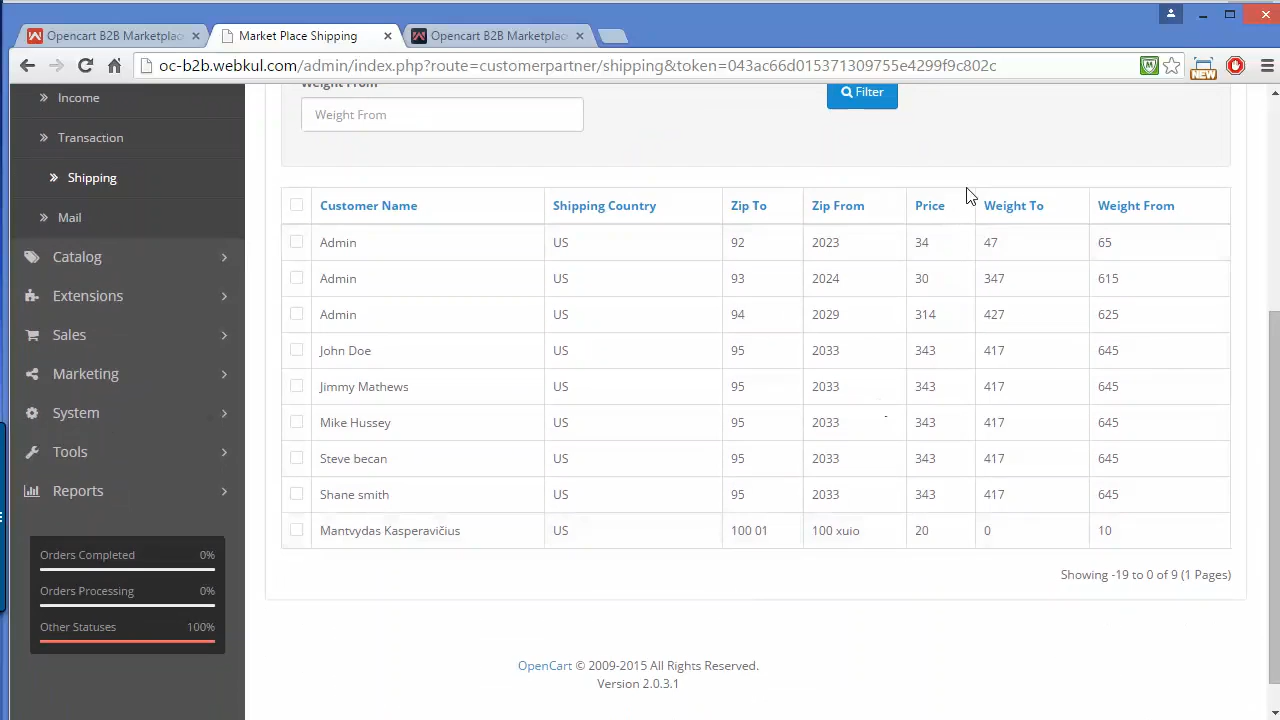 Opencart B2B Marketplac
Market Place Shipping
Opencart B2B Marketplac
oc-b2b.webkul.com/admin/index.php?route=customerpartner/shipping&token=043ac66d015371309755e4299f9c802c
NEW
Income
Transaction
Shipping
Mail
Catalog
Extensions
Sales
Marketing
System
Tools
Reports
Orders Completed 0%
Orders Processing 0%
Other Statuses 100%
Weight From
Weight From
Filter
Customer Name Shipping Country Zip To Zip From Price Weight To Weight From
Admin US 92 2023 34 47 65
Admin US 93 2024 30 347 615
Admin US 94 2029 314 427 625
John Doe US 95 2033 343 417 645
Jimmy Mathews US 95 2033 343 417 645
Mike Hussey US 95 2033 343 417 645
Steve becan US 95 2033 343 417 645
Shane smith US 95 2033 343 417 645
Mantvydas Kasperavičius US 100 01 100 xuio 20 0 10
Showing -19 to 0 of 9 (1 Pages)
OpenCart © 2009-2015 All Rights Reserved.
Version 2.0.3.1